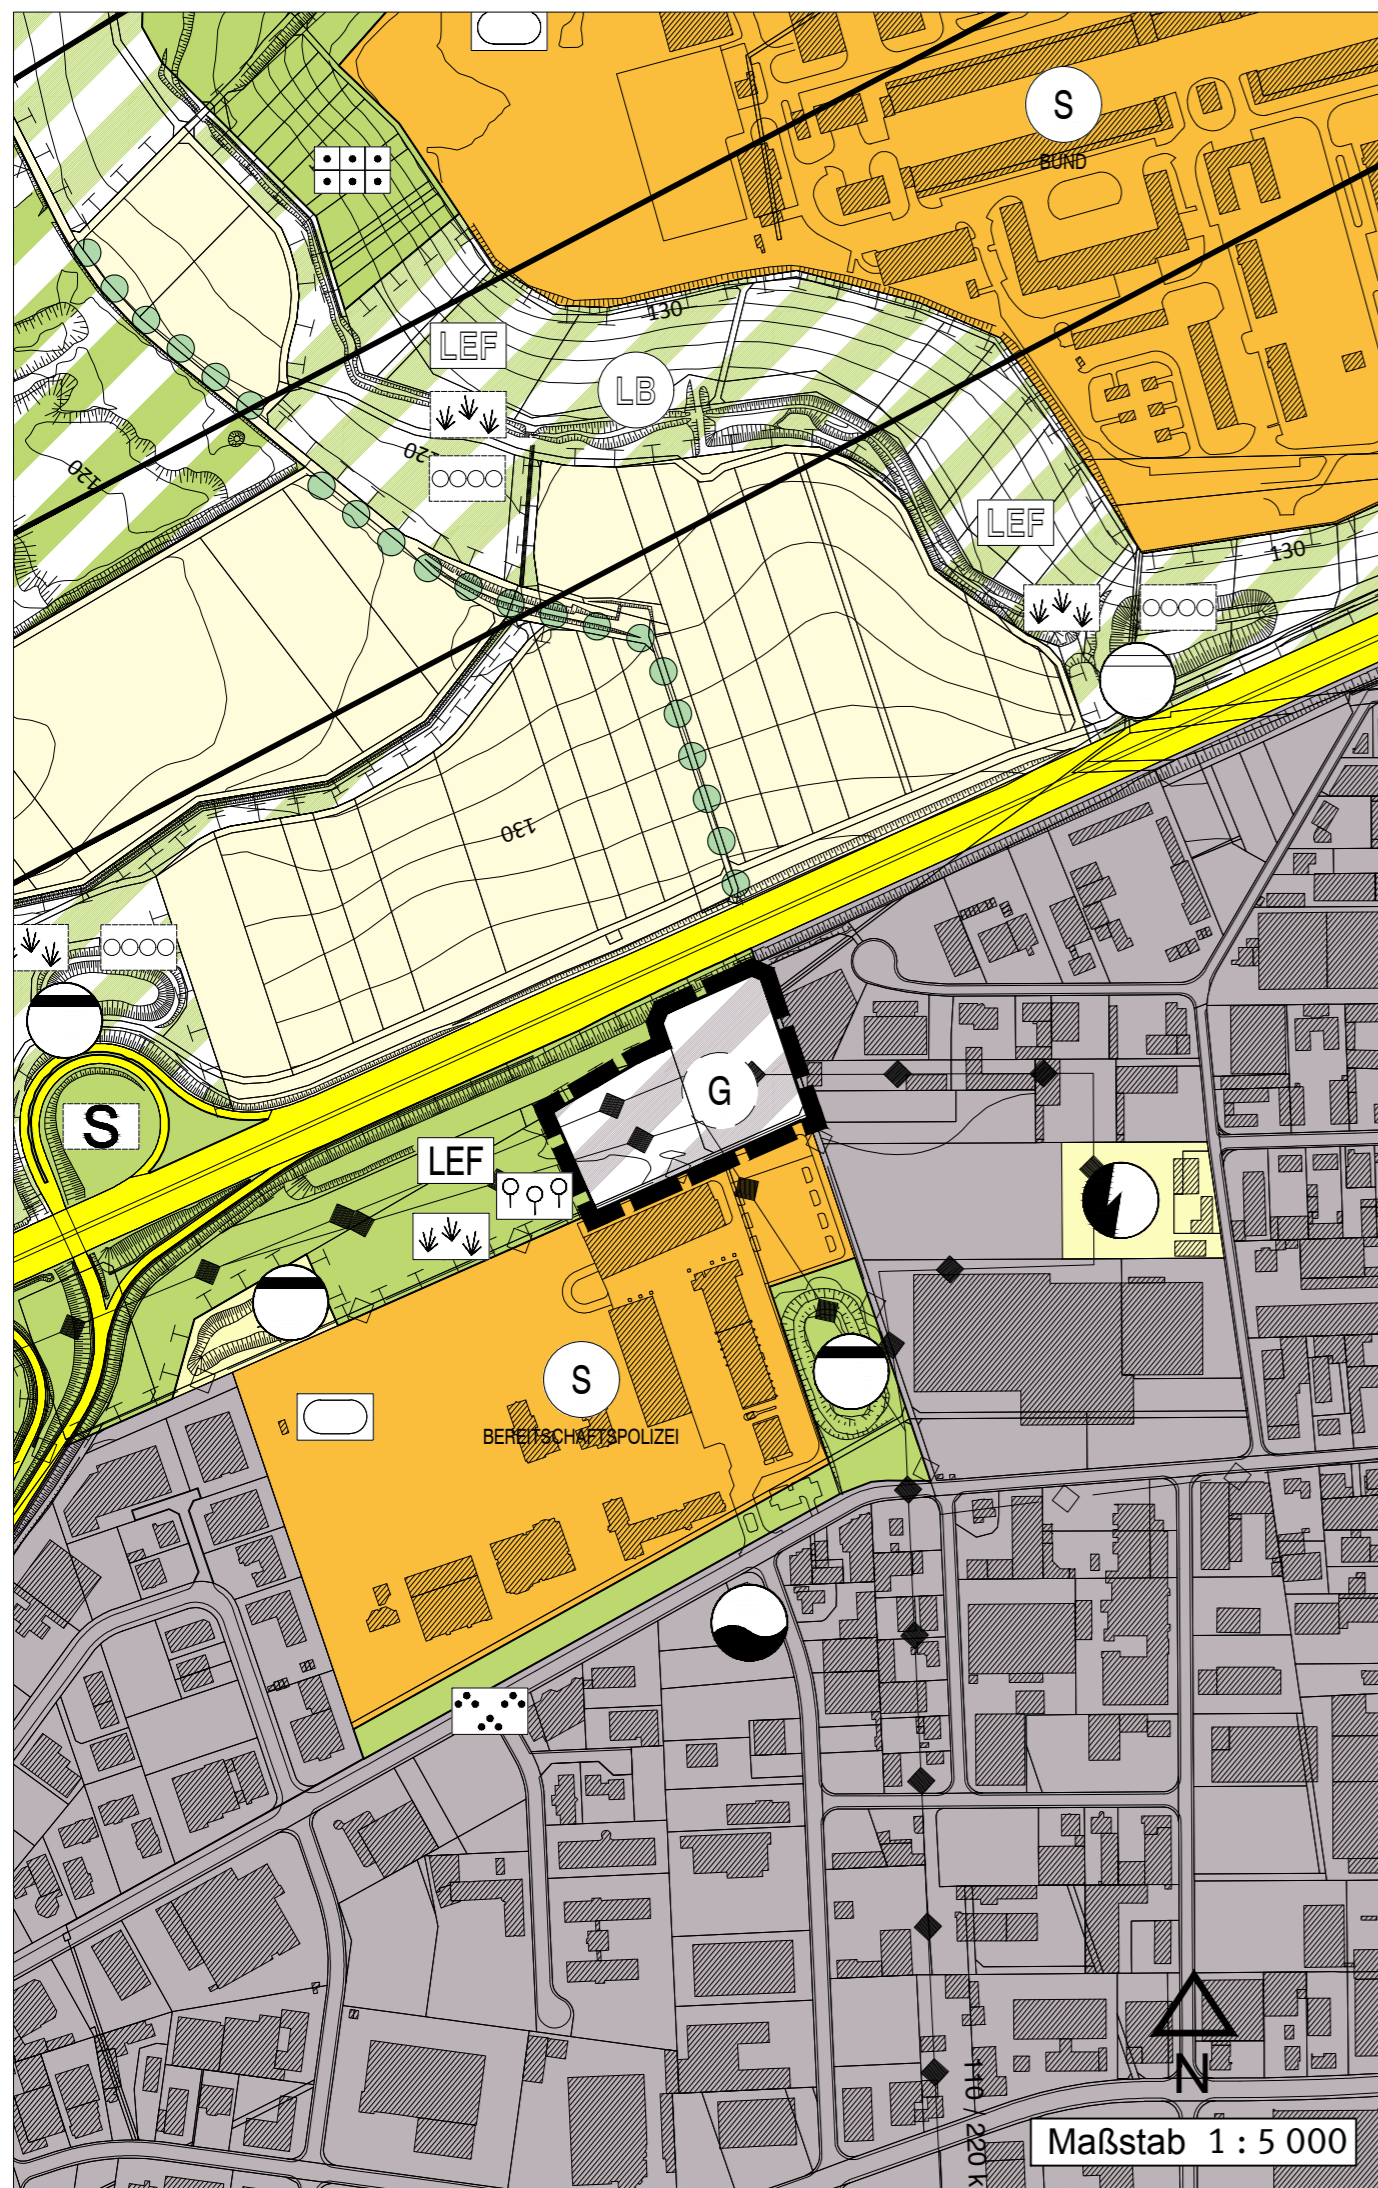 S
BUND
130
LEF
LB
120
120
LEF
130
130
G
S
LEF
S
BEREITSCHAFTSPOLIZEI
N
110 / 220 k
Maßstab 1 : 5 000